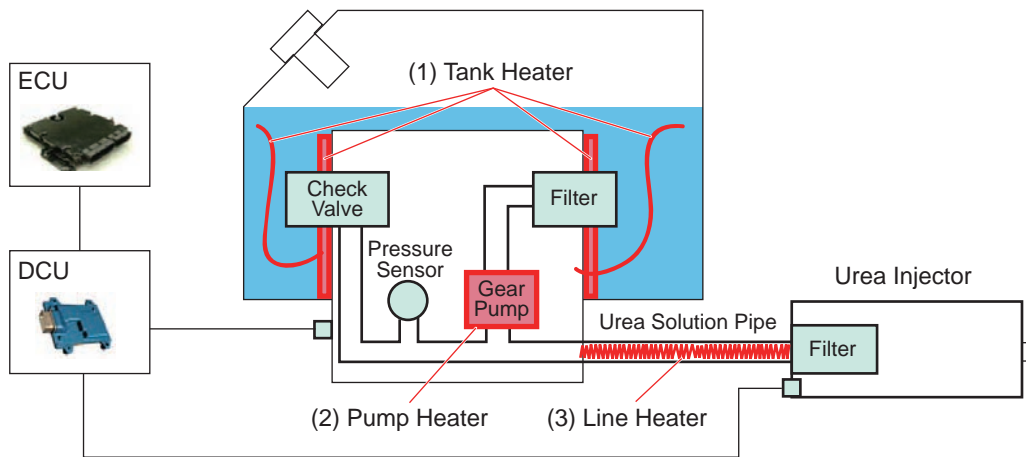 ECU
DCU
(1) Tank Heater
Check
Valve
Filter
Pressure
Sensor
Gear
Pump
Urea Injector
Urea Solution Pipe
Filter
(2) Pump Heater
(3) Line Heater